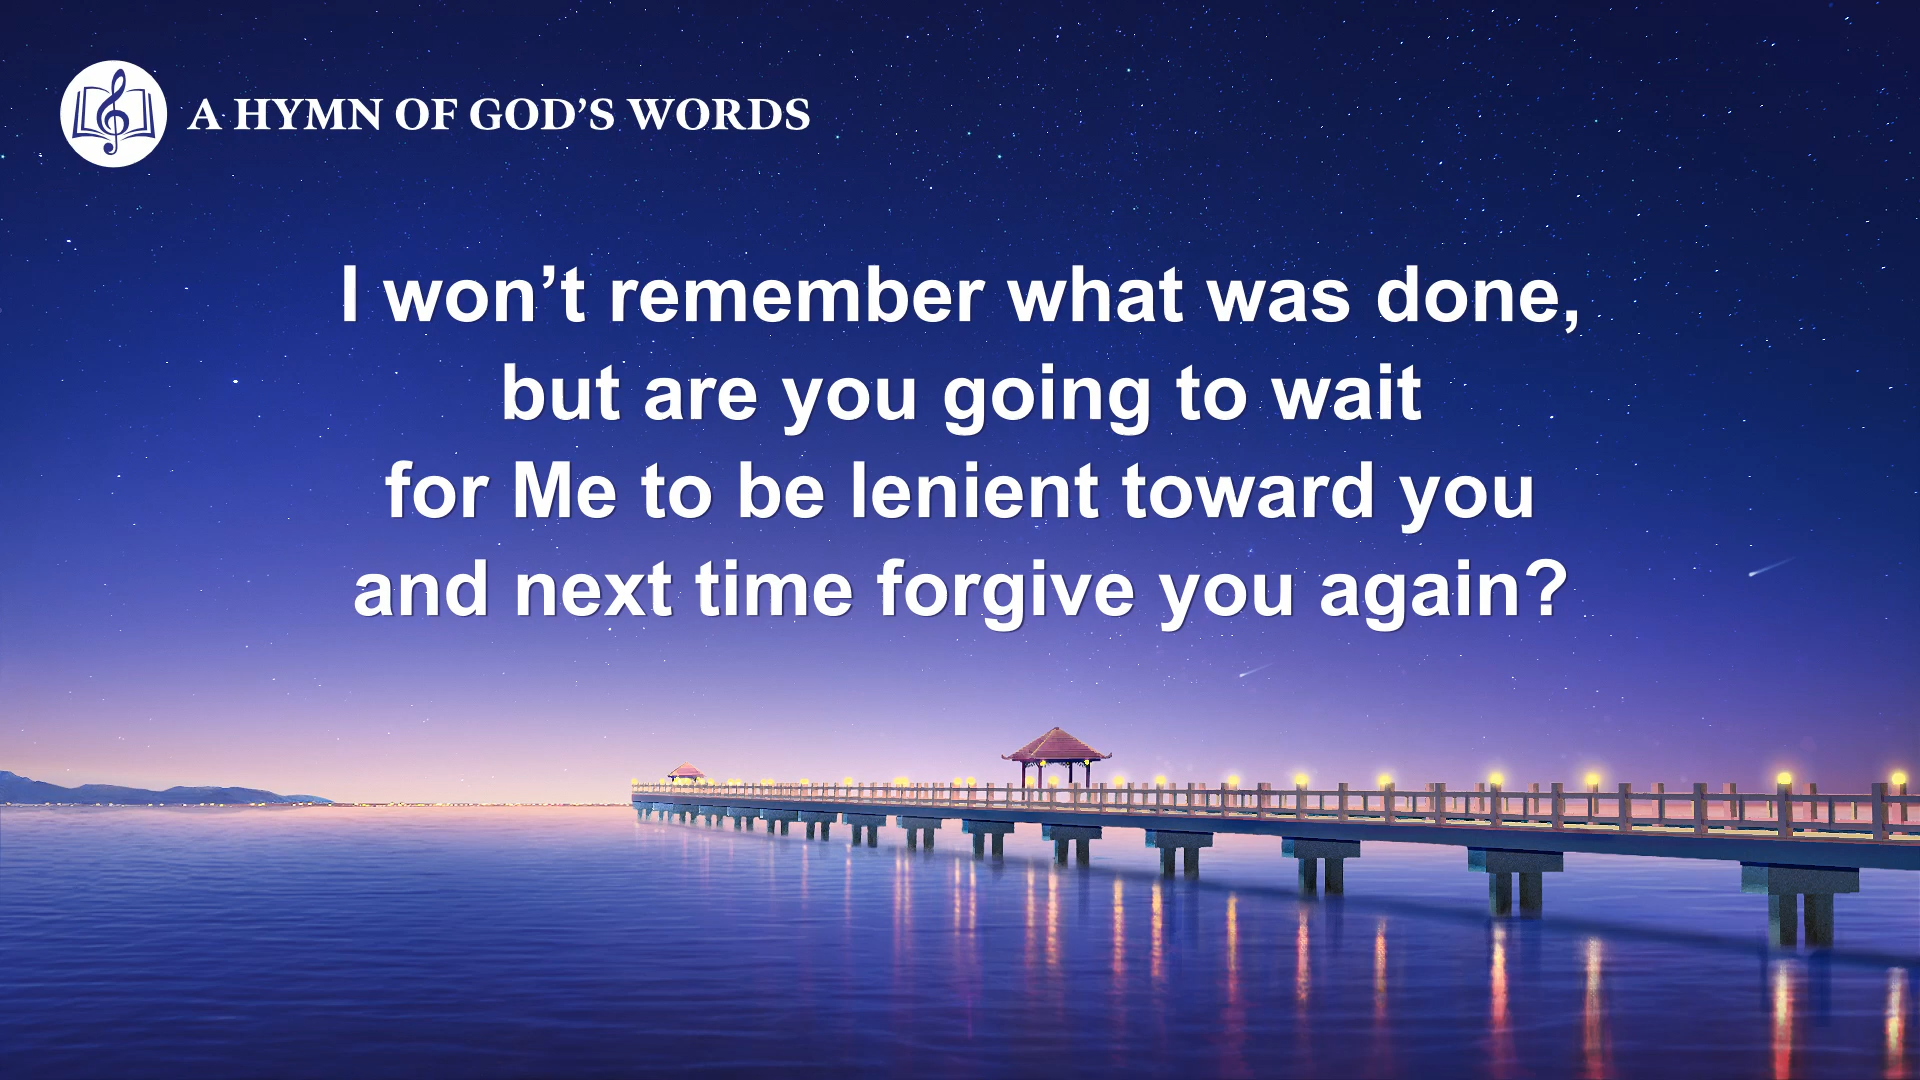 A HYMN OF GOD’S WORDS
I won’t remember what was done,
but are you going to wait
for Me to be lenient toward you
and next time forgive you again?